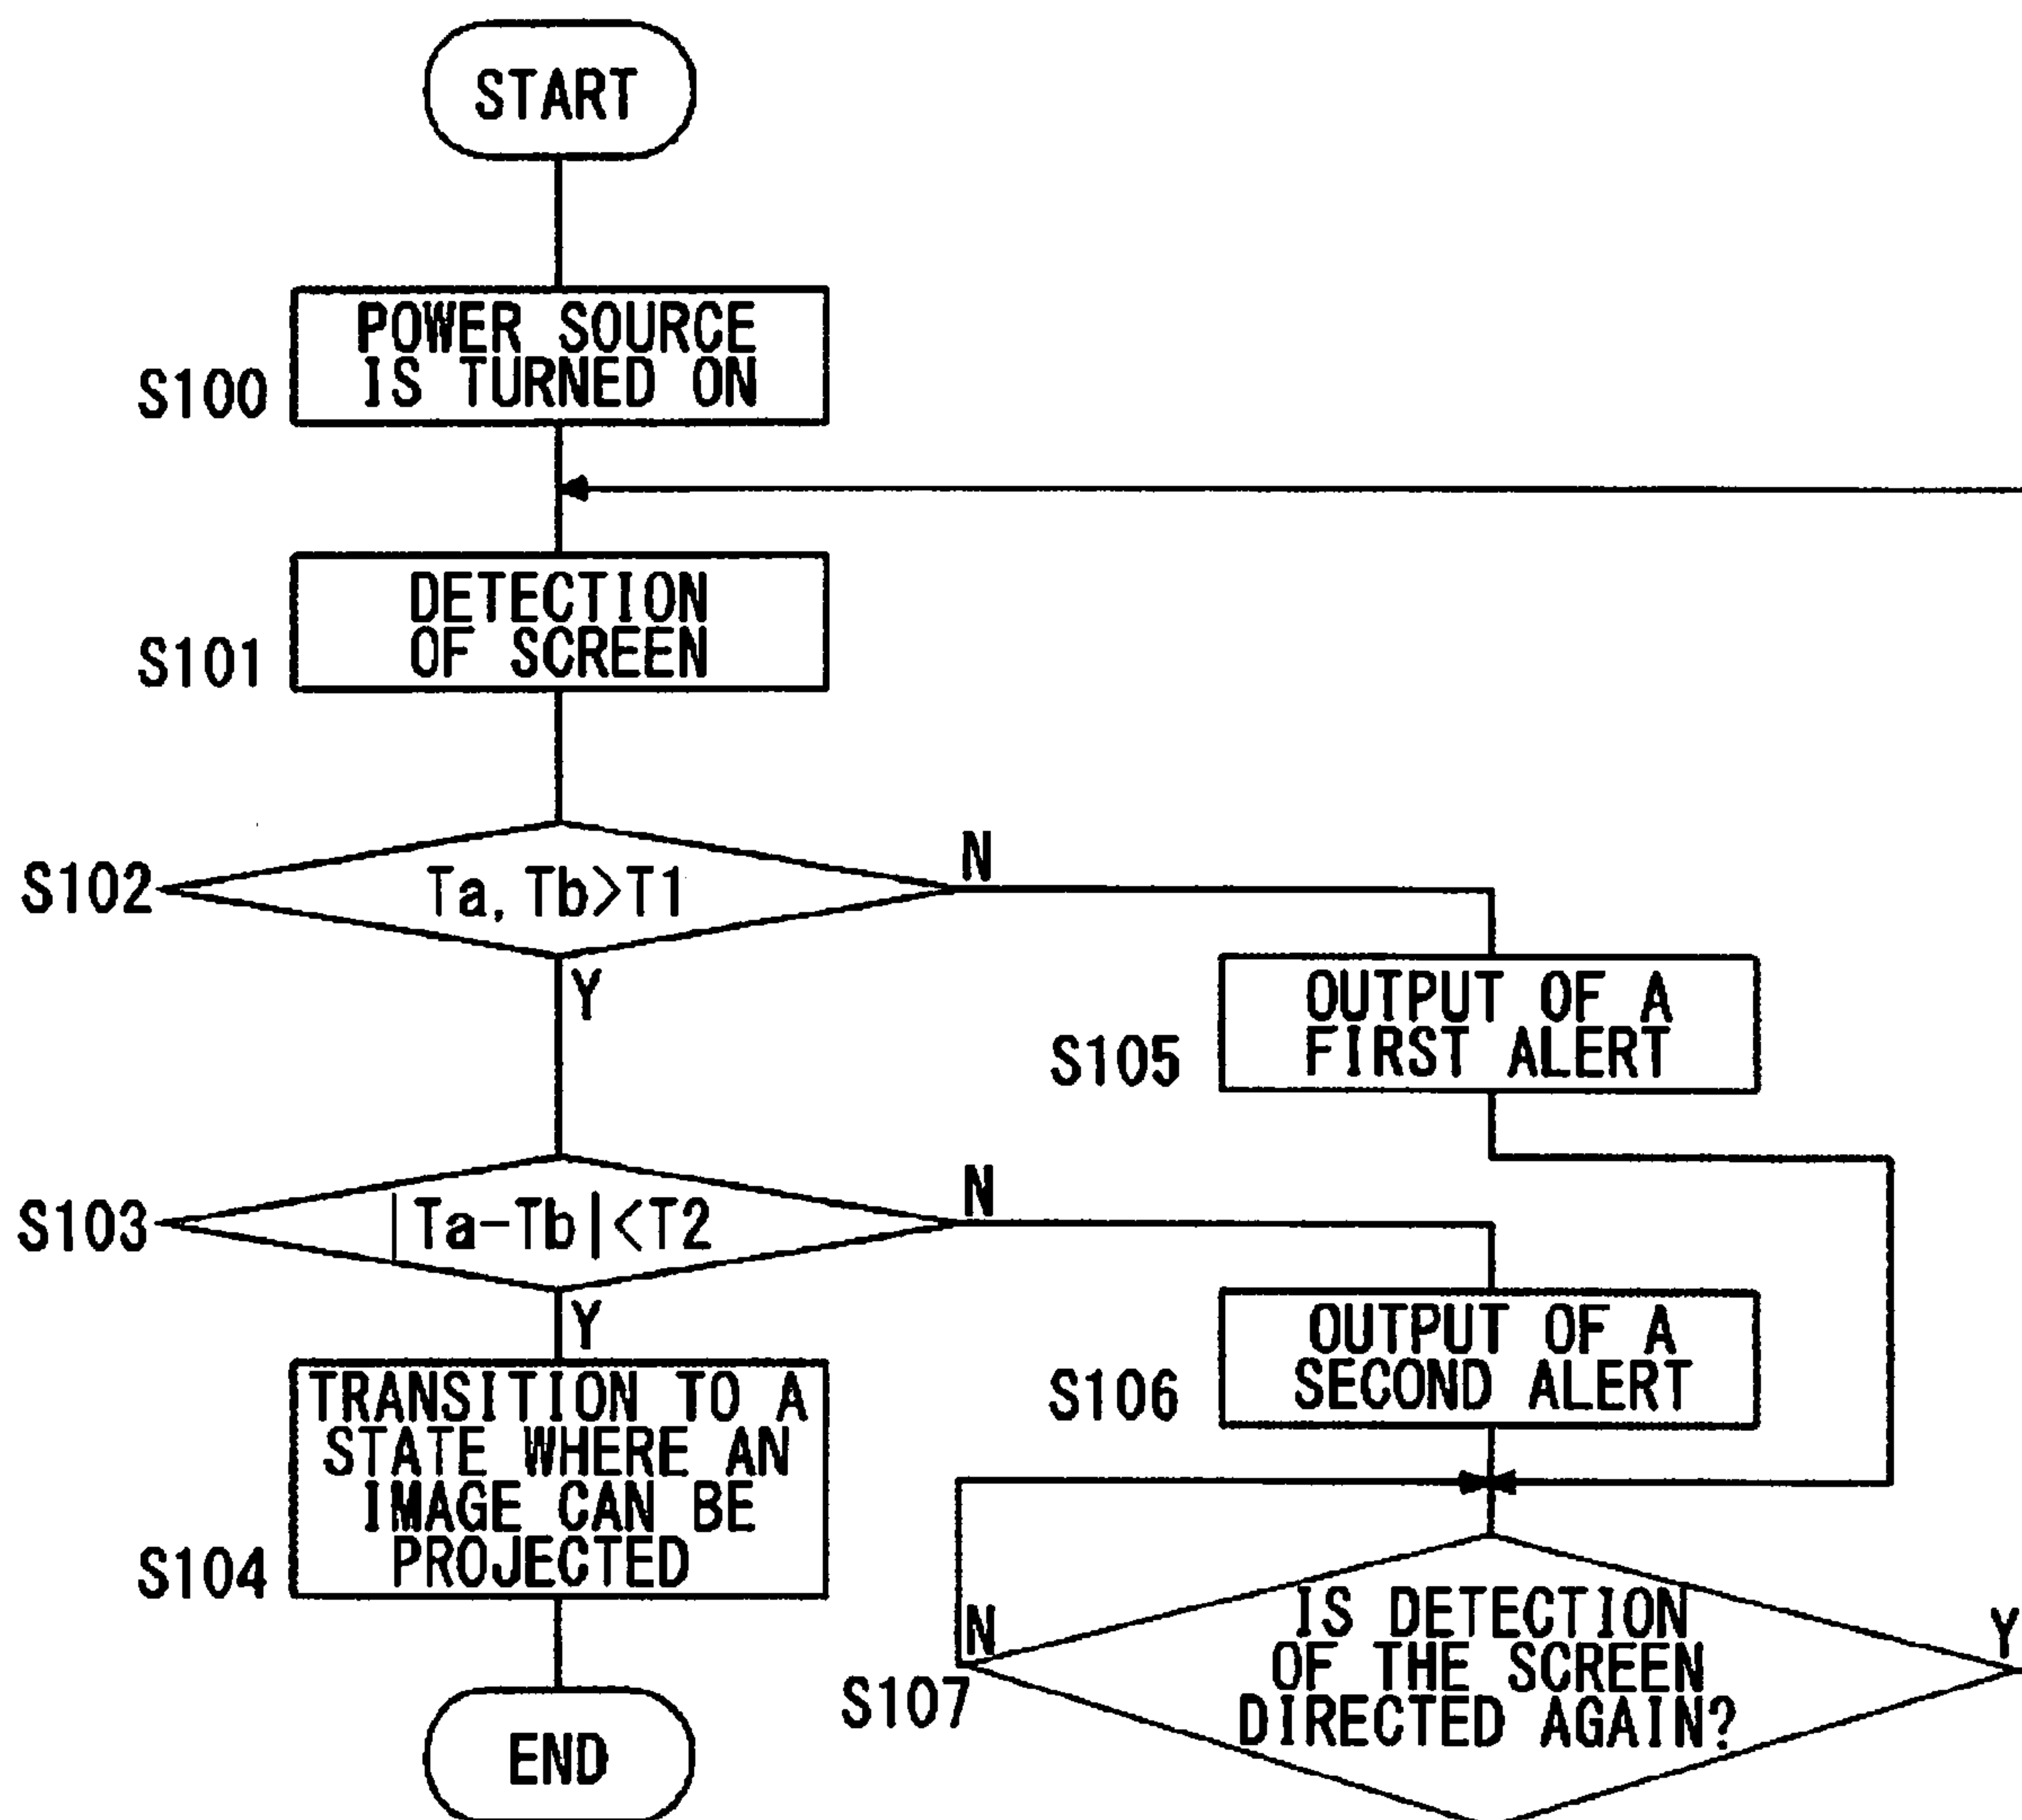 START
POWER SOURCE
IS TURNED ON
S100
DETECTION
OF SCREEN
S101
S102
Ta, Tb>T1
N
Y
OUTPUT OF A
FIRST ALERT
S105
S103
|Ta-Tb|<T2
N
Y
OUTPUT OF A
SECOND ALERT
S106
TRANSITION TO A
STATE WHERE AN
IMAGE CAN BE
PROJECTED
S104
IS DETECTION
OF THE SCREEN
DIRECTED AGAIN?
N
Y
S107
END